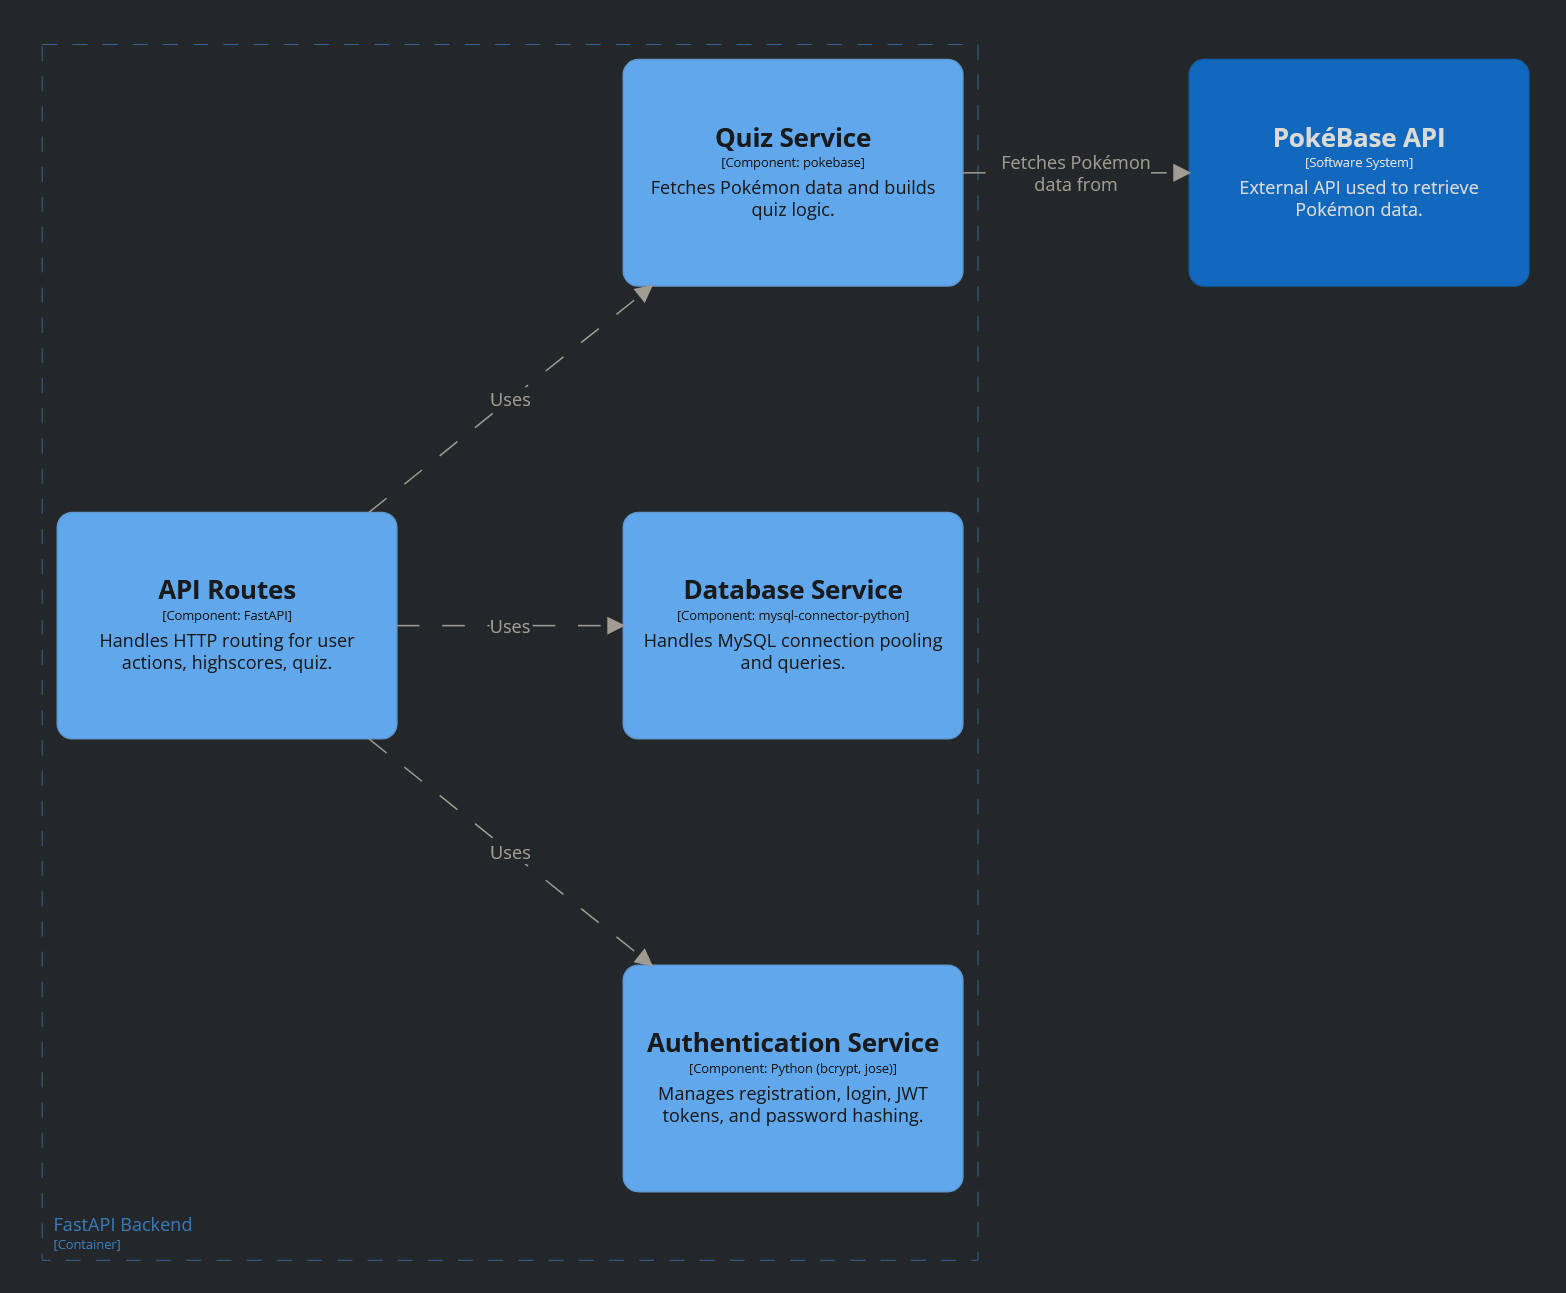 Quiz Service
[Component: pokebase]
Fetches Pokémon data and builds
quiz logic.
Fetches Pokémon
data from
PokéBase API
[Software System]
External API used to retrieve
Pokémon data.
Uses
API Routes
[Component: FastAPI]
Handles HTTP routing for user
actions, highscores, quiz.
Uses
Database Service
[Component: mysql-connector-python]
Handles MySQL connection pooling
and queries.
Uses
Authentication Service
[Component: Python (bcrypt, jose)]
Manages registration, login, JWT
tokens, and password hashing.
FastAPI Backend
[Container]